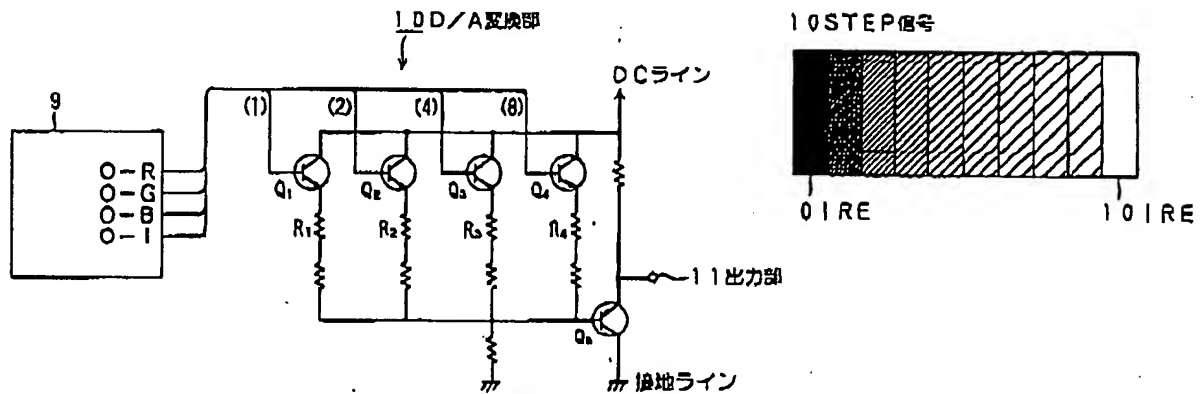 10D/A変換部
10STEP信号
DCライン
9
(1)
(2)
(4)
(8)
O-R
O-G
O-B
O-I
Q1
Q2
Q3
Q4
R1
R2
R3
R4
0IRE
10IRE
11出力部
接地ライン